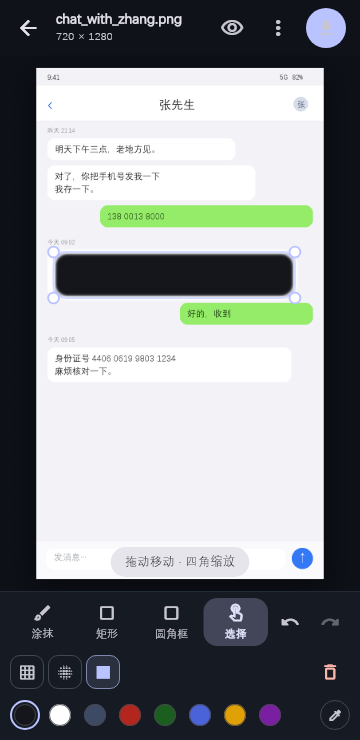 chat_with_zhang.png
720 × 1280
9:41
5G 82%
张先生
张
昨天 21:14
明天下午三点，老地方见。
对了，你把手机号发我一下
我存一下。
138 0013 8000
今天 09:02
好的，收到
今天 09:05
身份证号 4406 0619 9803 1234
麻烦核对一下。
发消息…
拖动移动 · 四角缩放
涂抹
矩形
圆角框
选择